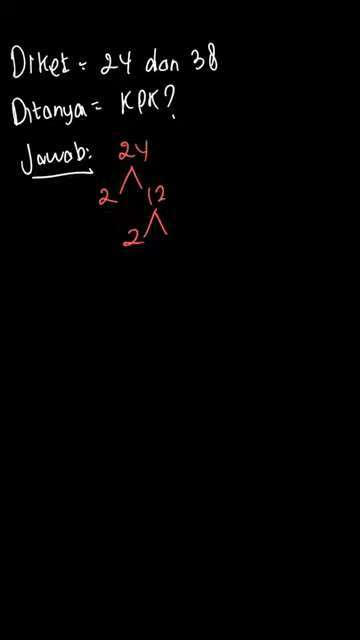 Diket = 24 dan 38
Ditanya = KPK?
Jawab: 24
2 12
2